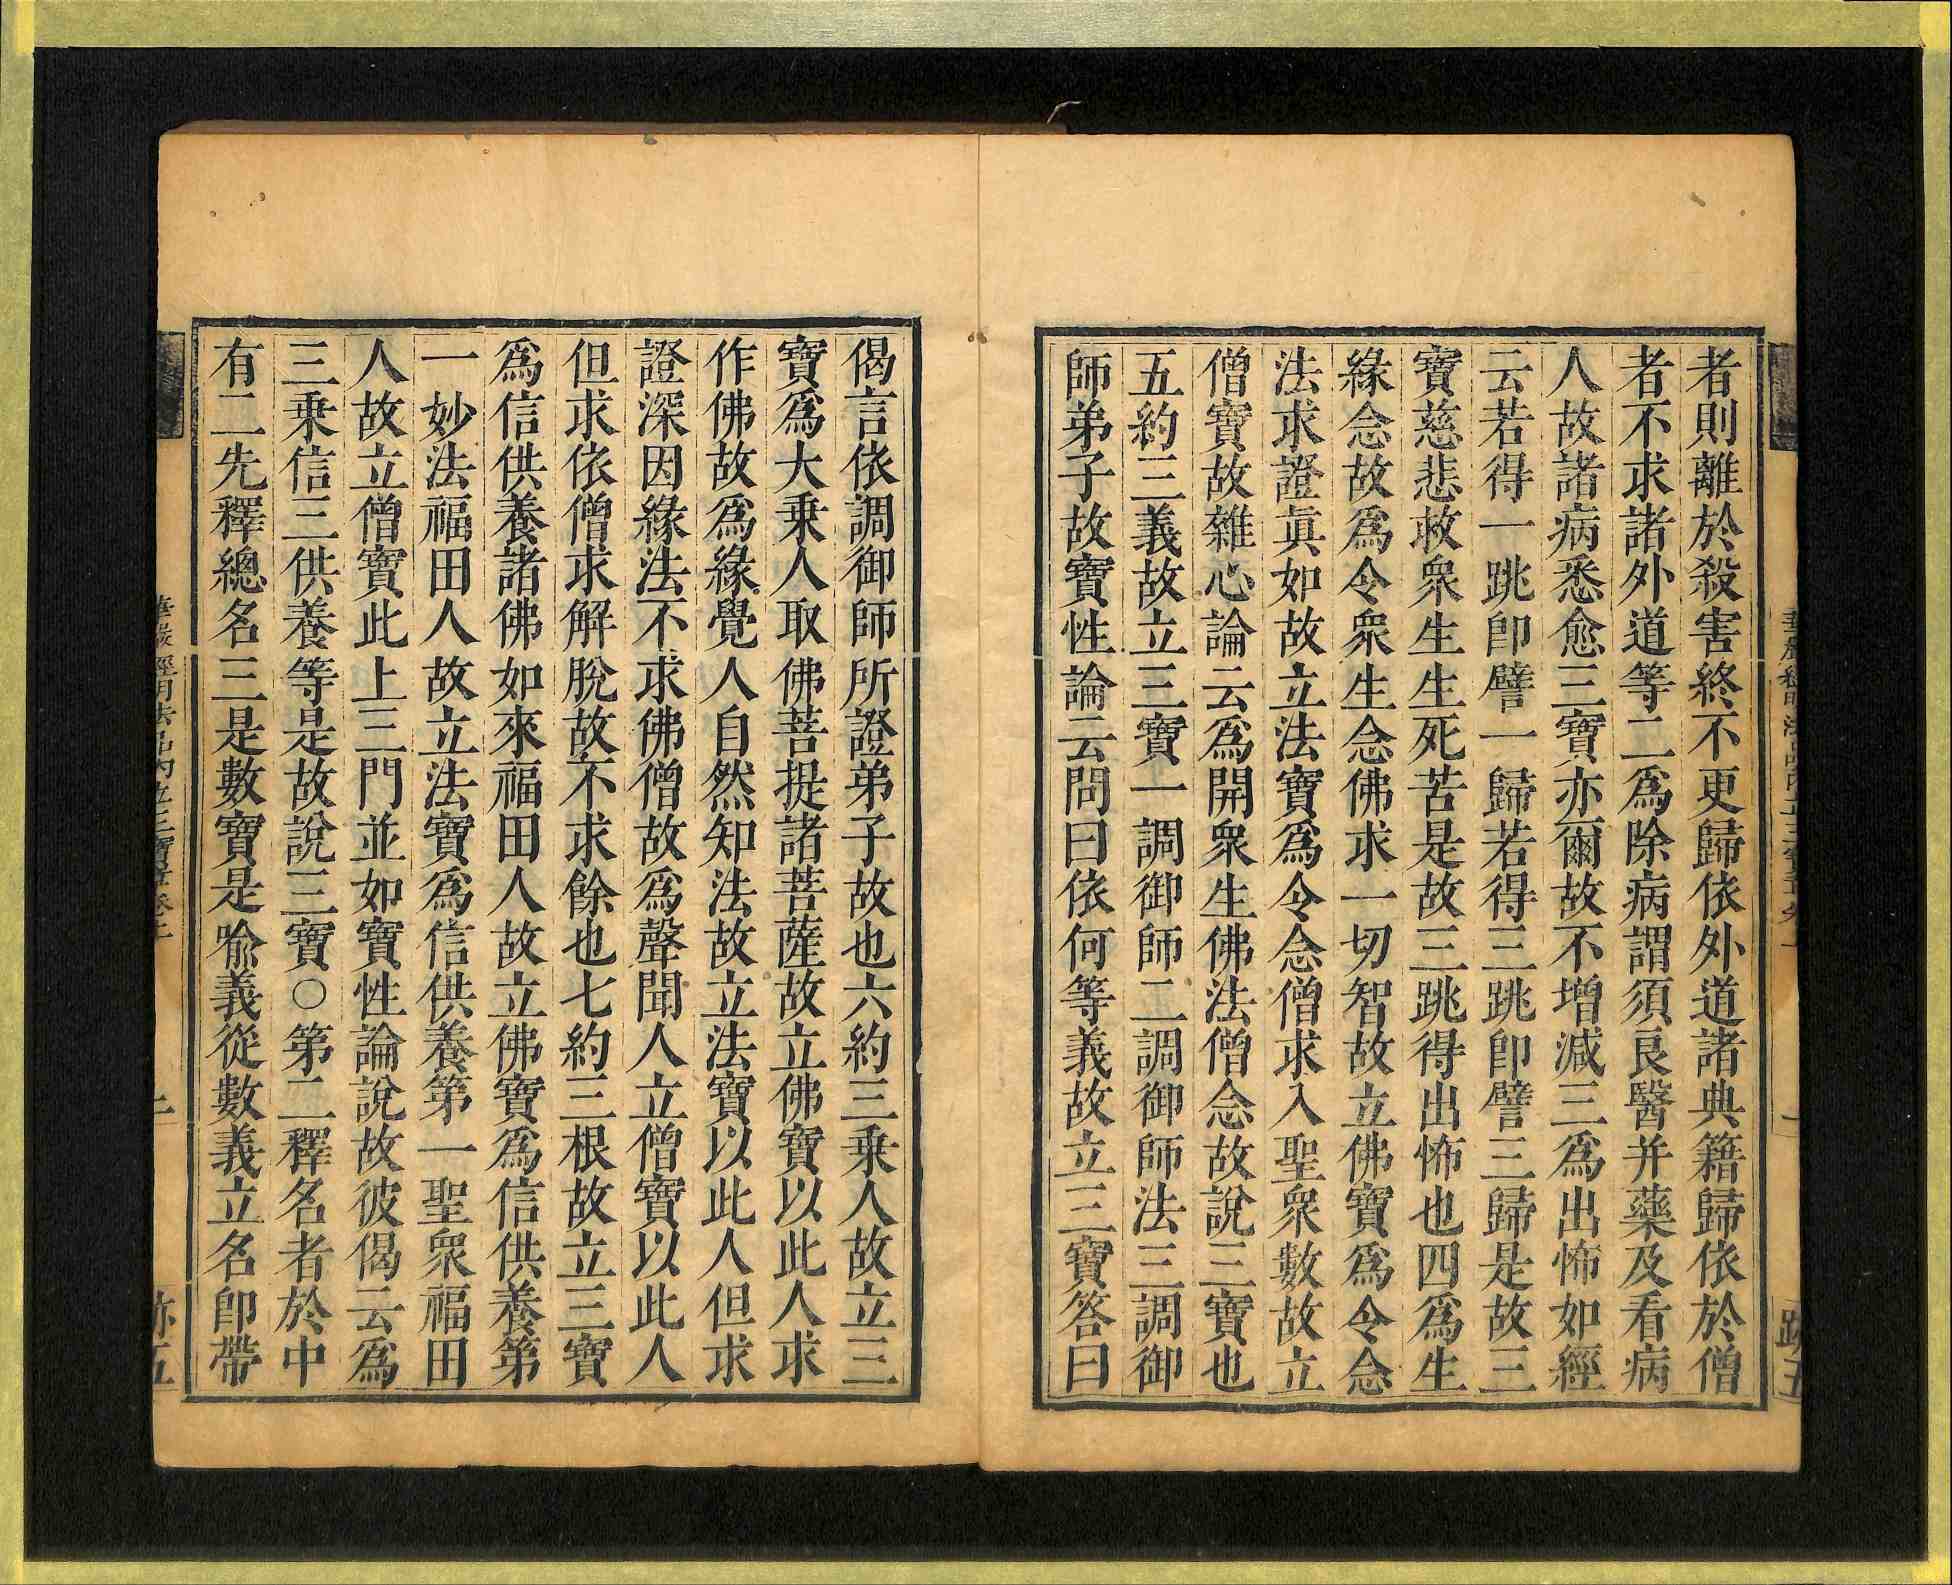 者則離於殺害終不更歸依外道諸典籍歸依於僧
者不求諸外道等二爲除病謂須良醫并藥及看病
人故諸病悉愈三寶亦爾故不增減三爲出怖如經
云若得一跳卽譬一歸若得三跳卽譬三歸是故三
寶慈悲救衆生生死苦是故三跳得出怖也四爲生
緣念故爲令衆生念佛求一切智故立佛寶爲令念
法求證眞如故立法寶爲令念僧求入聖衆數故立
僧寶故雜心論云爲開衆生佛法僧念故說三寶也
五約三義故立三寶一調御師二調御師法三調御
師弟子故寶性論云問曰依何等義故立三寶答曰
偈言依調御師所證弟子故也六約三乗人故立三
寶爲大乗人取佛菩提諸菩薩故立佛寶以此人求
作佛故爲緣覺人自然知法故立法寶以此人但求
證深因緣法不求佛僧故爲聲聞人立僧寶以此人
但求依僧求解脫故不求餘也七約三根故立三寶
爲信供養諸佛如來福田人故立佛寶爲信供養第
一妙法福田人故立法寶爲信供養第一聖衆福田
人故立僧寶此上三門並如寶性論說故彼偈云爲
三乗信三供養等是故說三寶○第二釋名者於中
有二先釋總名三是數寶是喻義從數義立名卽帶